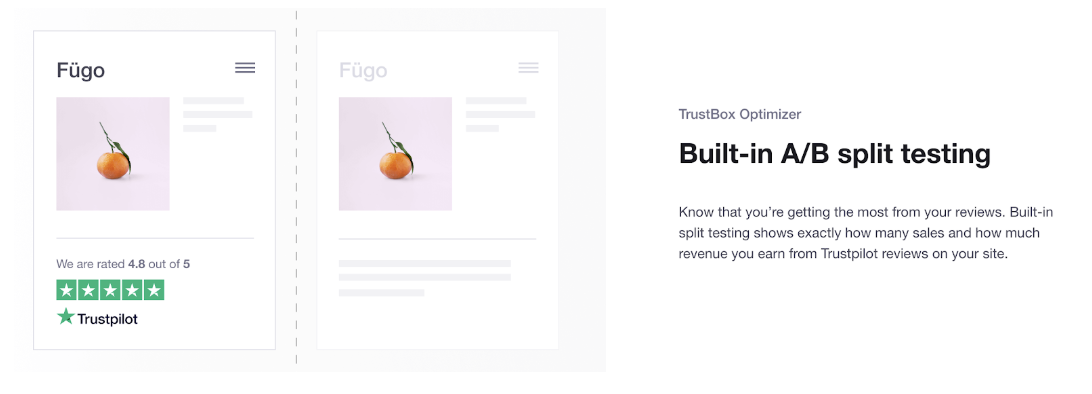 Fügo
We are rated 4.8 out of 5
Trustpilot
Fügo
TrustBox Optimizer
Built-in A/B split testing
Know that you’re getting the most from your reviews. Built-in
split testing shows exactly how many sales and how much
revenue you earn from Trustpilot reviews on your site.